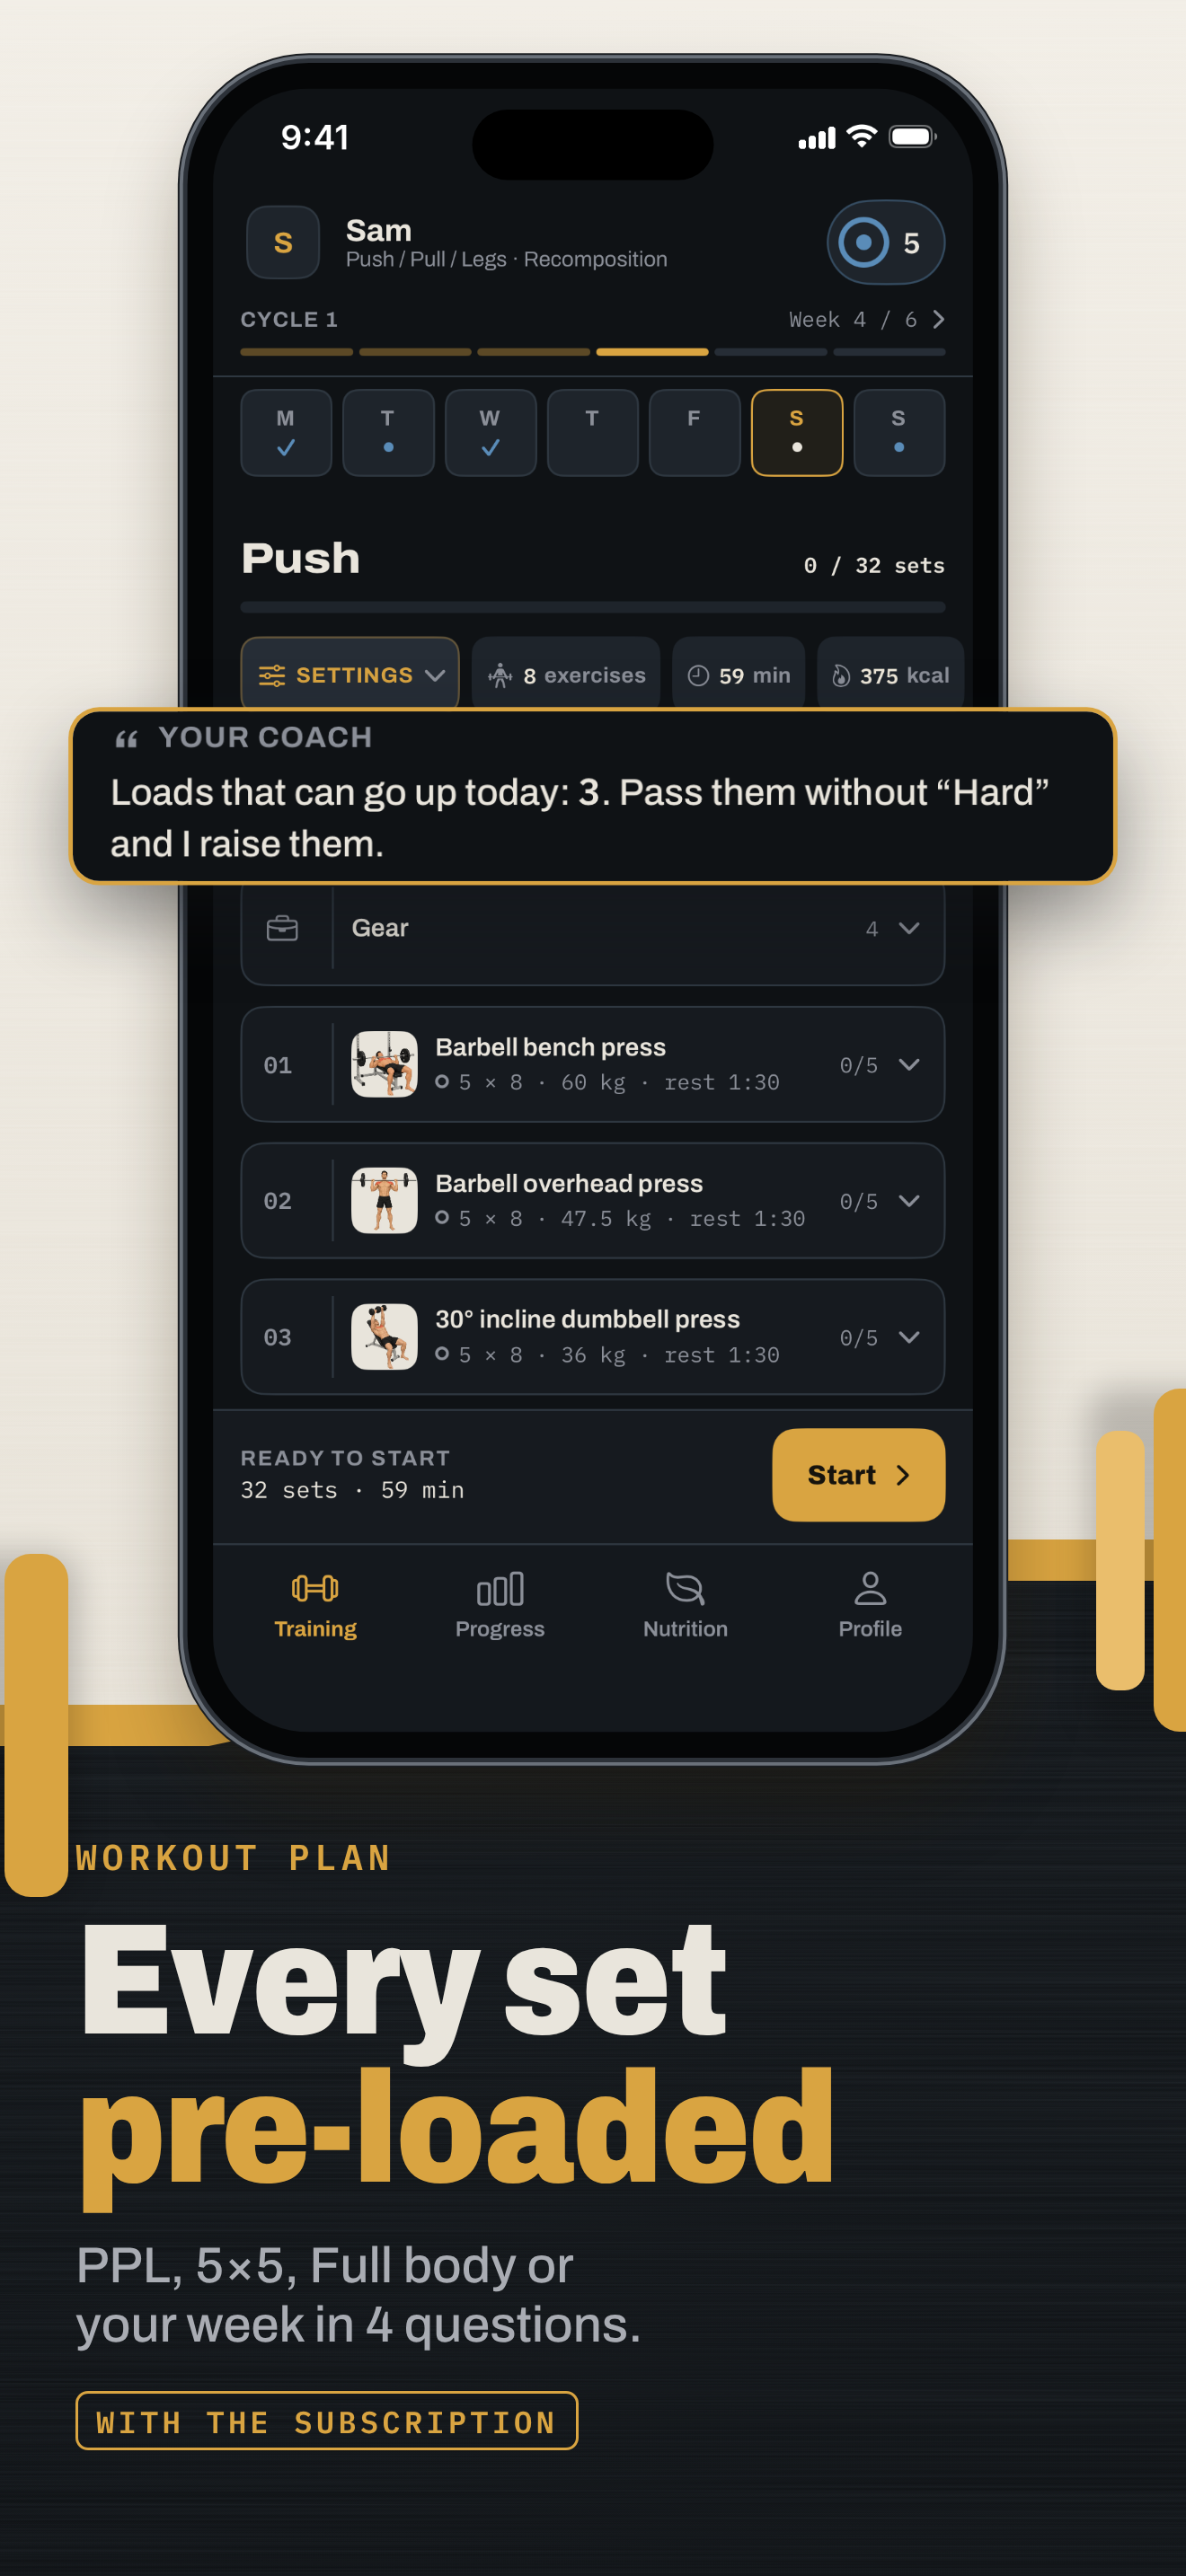 9:41
S
Sam
Push / Pull / Legs · Recomposition
5
CYCLE 1
Week 4 / 6
M T W T F S S
Push
0 / 32 sets
SETTINGS
8 exercises
59 min
375 kcal
“ YOUR COACH
Loads that can go up today: 3. Pass them without “Hard”
and I raise them.
Gear
4
01
Barbell bench press
5 × 8 · 60 kg · rest 1:30
0/5
02
Barbell overhead press
5 × 8 · 47.5 kg · rest 1:30
0/5
03
30° incline dumbbell press
5 × 8 · 36 kg · rest 1:30
0/5
READY TO START
32 sets · 59 min
Start
Training
Progress
Nutrition
Profile
WORKOUT PLAN
Every set
pre-loaded
PPL, 5×5, Full body or
your week in 4 questions.
WITH THE SUBSCRIPTION